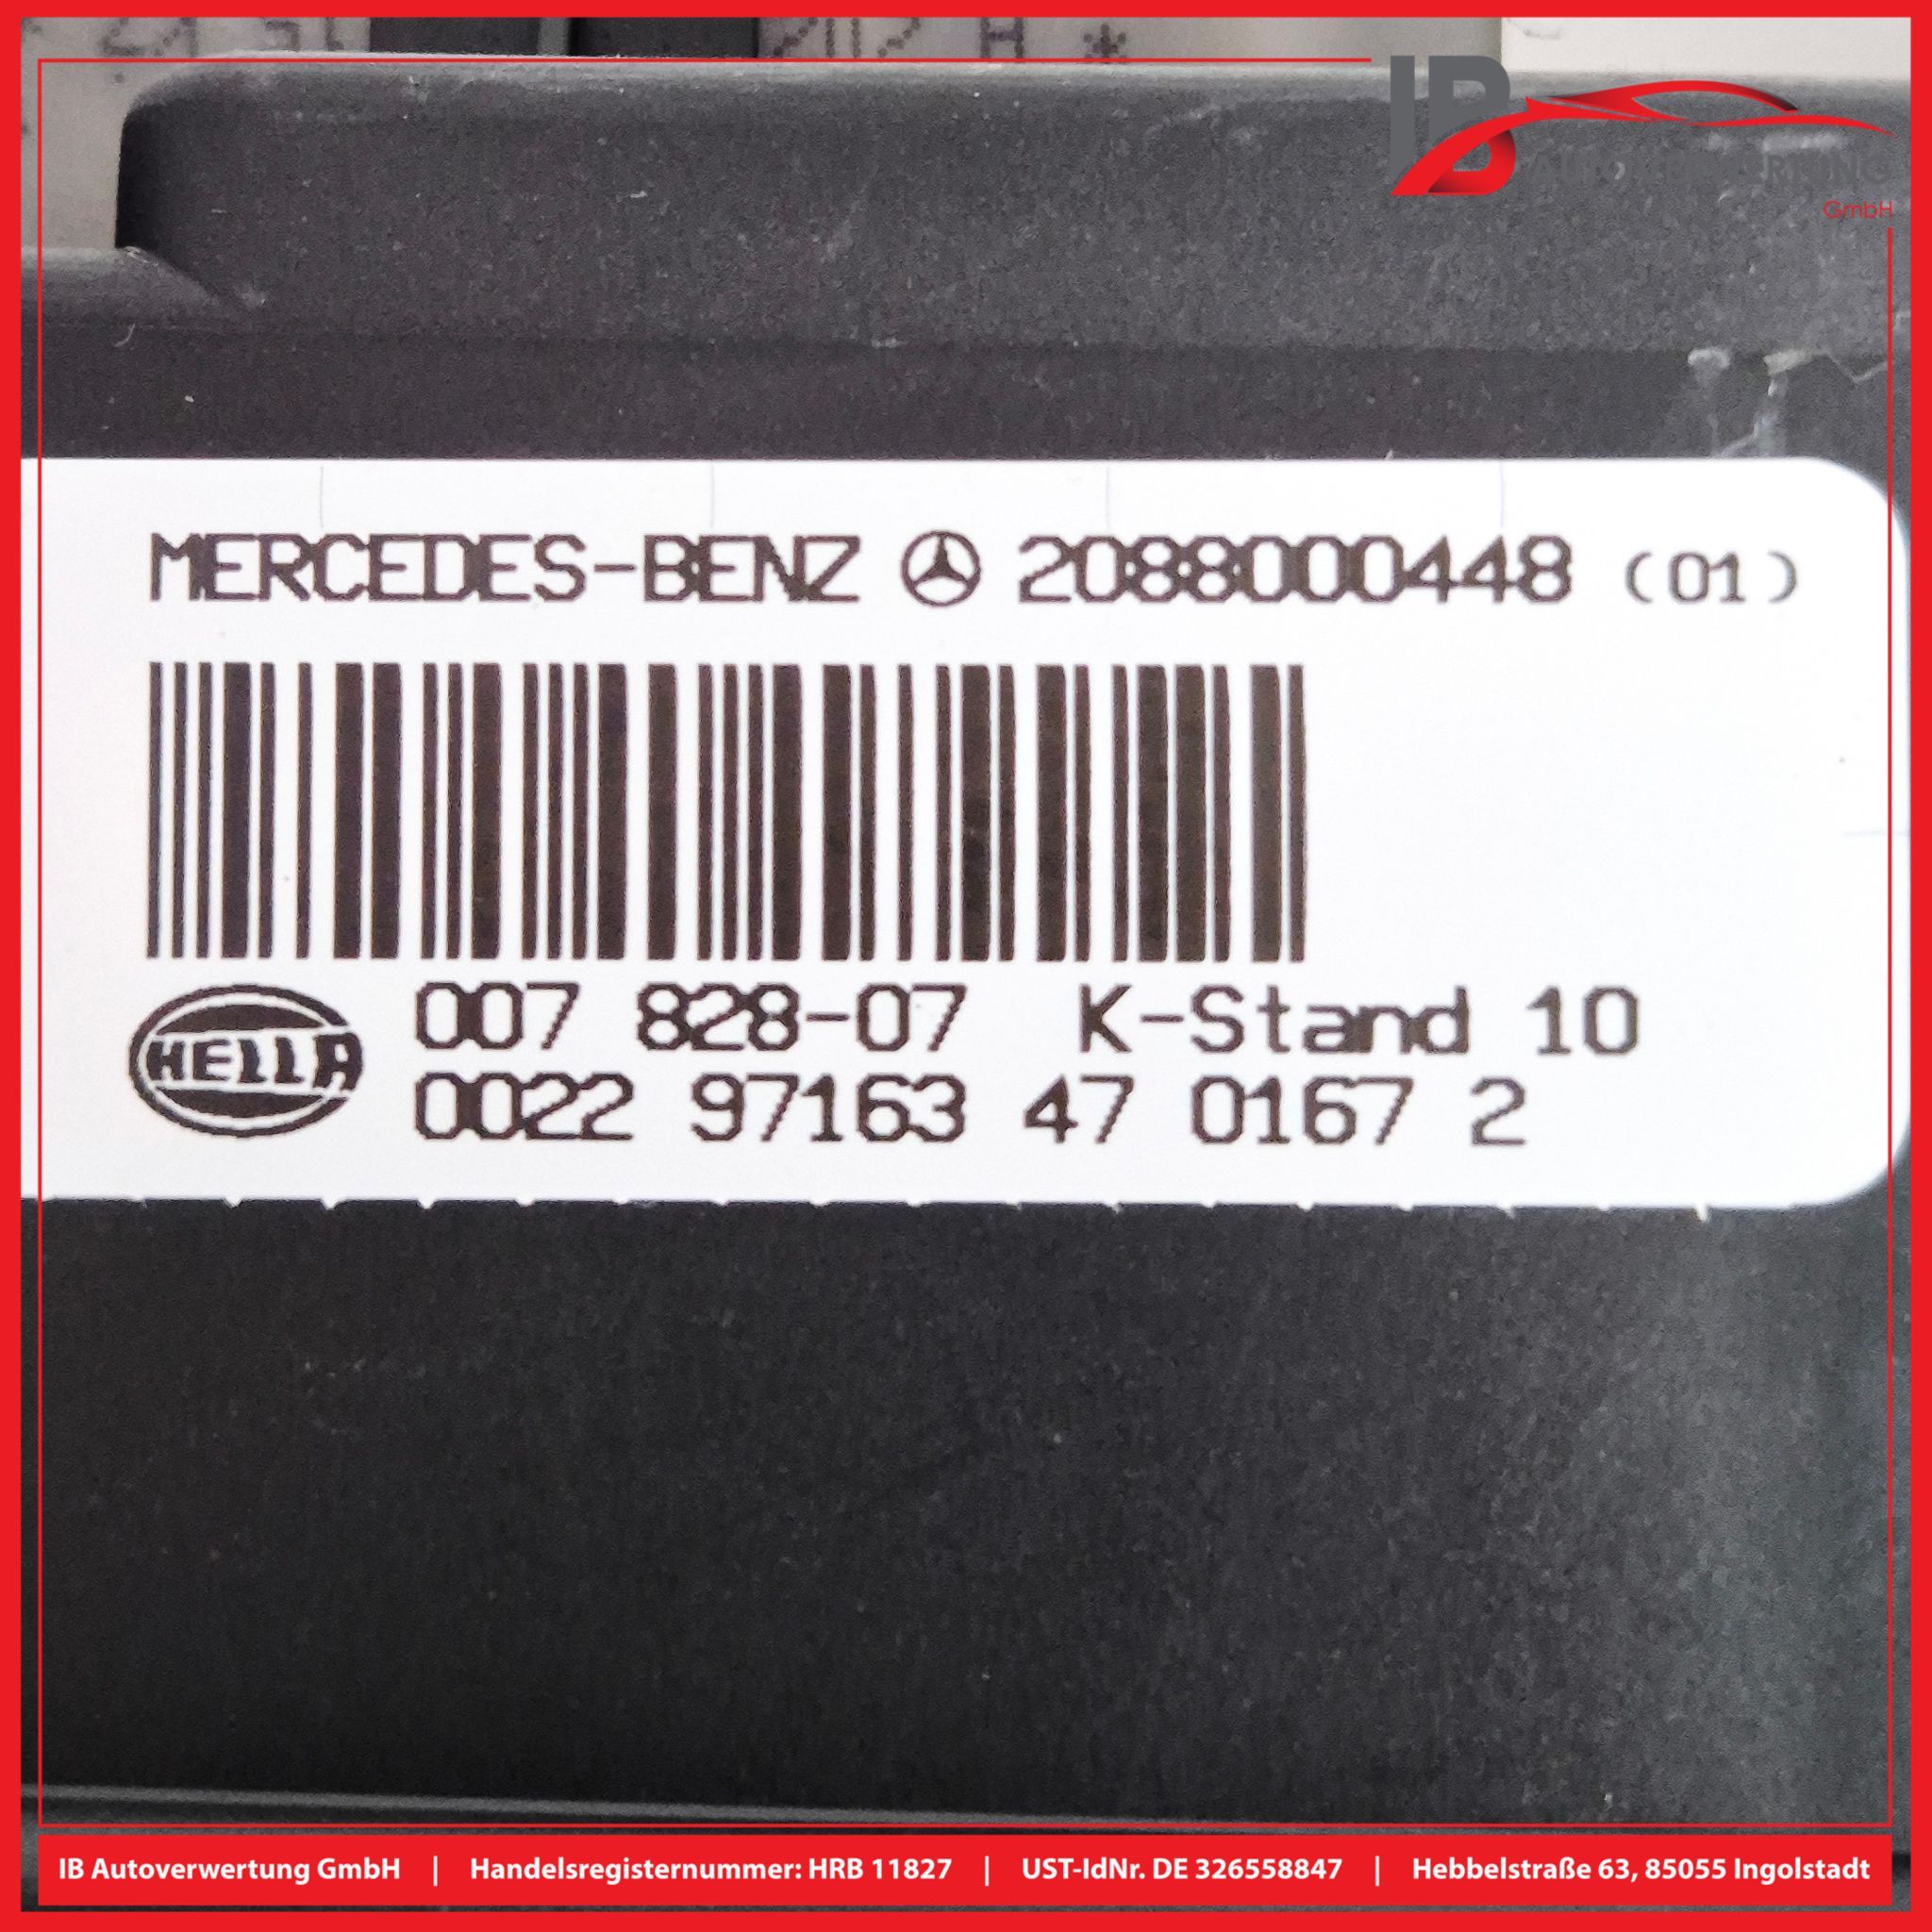 IB
GmbH
MERCEDES-BENZ 2088000448 (01)
HELLA
007 828-07 K-Stand 10
0022 97163 47 0167 2
IB Autoverwertung GmbH | Handelsregisternummer: HRB 11827 | UST-IdNr. DE 326558847 | Hebbelstraße 63, 85055 Ingolstadt